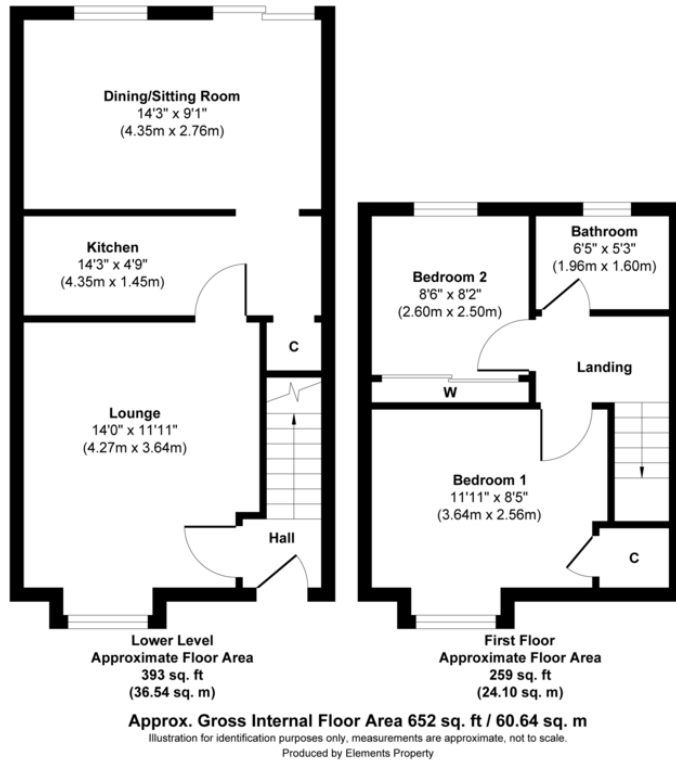 Dining/Sitting Room
14'3" x 9'1"
(4.35m x 2.76m)
Kitchen
14'3" x 4'9"
(4.35m x 1.45m)
C
Lounge
14'0" x 11'11"
(4.27m x 3.64m)
Hall
Lower Level
Approximate Floor Area
393 sq. ft
(36.54 sq. m)
Bathroom
6'5" x 5'3"
(1.96m x 1.60m)
Bedroom 2
8'6" x 8'2"
(2.60m x 2.50m)
Landing
W
Bedroom 1
11'11" x 8'5"
(3.64m x 2.56m)
C
First Floor
Approximate Floor Area
259 sq. ft
(24.10 sq. m)
Approx. Gross Internal Floor Area 652 sq. ft / 60.64 sq. m
Illustration for identification purposes only, measurements are approximate, not to scale.
Produced by Elements Property